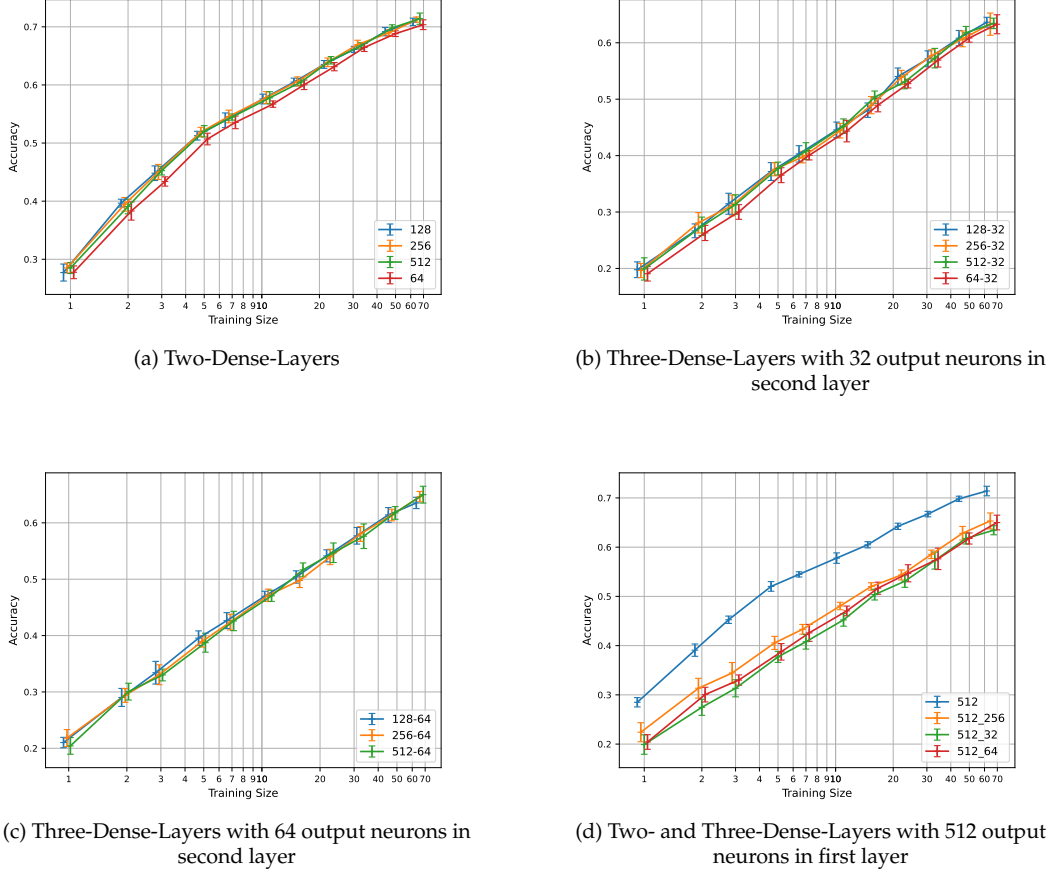 0.7
0.6
0.5
0.4
0.3
Accuracy
128
256
512
64
1 2 3 4 5 6 7 8 9 10 20 30 40 50 60 70
Training Size
(a) Two-Dense-Layers
0.6
0.5
0.4
0.3
0.2
Accuracy
128-32
256-32
512-32
64-32
1 2 3 4 5 6 7 8 9 10 20 30 40 50 60 70
Training Size
(b) Three-Dense-Layers with 32 output neurons in
second layer
0.6
0.5
0.4
0.3
0.2
Accuracy
128-64
256-64
512-64
1 2 3 4 5 6 7 8 9 10 20 30 40 50 60 70
Training Size
(c) Three-Dense-Layers with 64 output neurons in
second layer
0.7
0.6
0.5
0.4
0.3
0.2
Accuracy
512
512_256
512_32
512_64
1 2 3 4 5 6 7 8 9 10 20 30 40 50 60 70
Training Size
(d) Two- and Three-Dense-Layers with 512 output
neurons in first layer